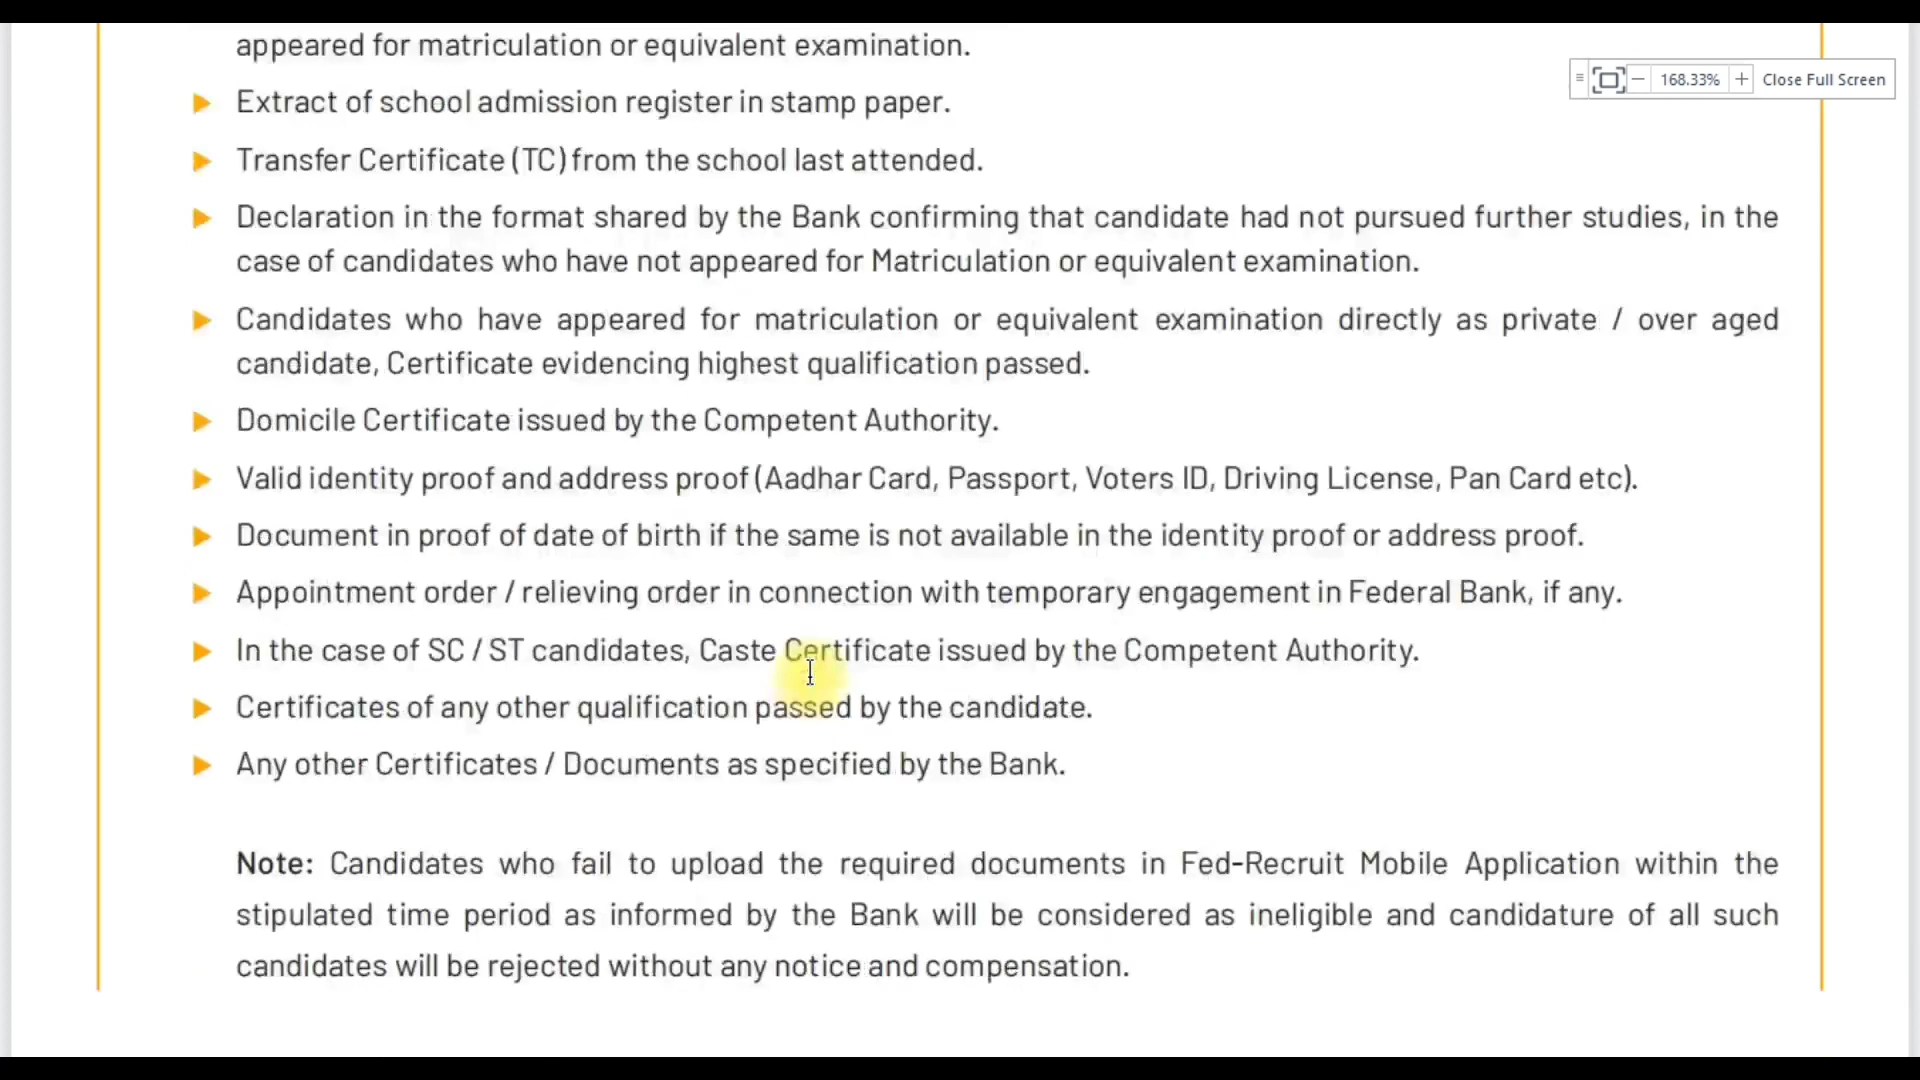 appeared for matriculation or equivalent examination.
168.33% Close Full Screen
Extract of school admission register in stamp paper.
Transfer Certificate (TC) from the school last attended.
Declaration in the format shared by the Bank confirming that candidate had not pursued further studies, in the
case of candidates who have not appeared for Matriculation or equivalent examination.
Candidates who have appeared for matriculation or equivalent examination directly as private / over aged
candidate, Certificate evidencing highest qualification passed.
Domicile Certificate issued by the Competent Authority.
Valid identity proof and address proof (Aadhar Card, Passport, Voters ID, Driving License, Pan Card etc).
Document in proof of date of birth if the same is not available in the identity proof or address proof.
Appointment order / relieving order in connection with temporary engagement in Federal Bank, if any.
In the case of SC / ST candidates, Caste Certificate issued by the Competent Authority.
Certificates of any other qualification passed by the candidate.
Any other Certificates / Documents as specified by the Bank.
Note: Candidates who fail to upload the required documents in Fed-Recruit Mobile Application within the
stipulated time period as informed by the Bank will be considered as ineligible and candidature of all such
candidates will be rejected without any notice and compensation.